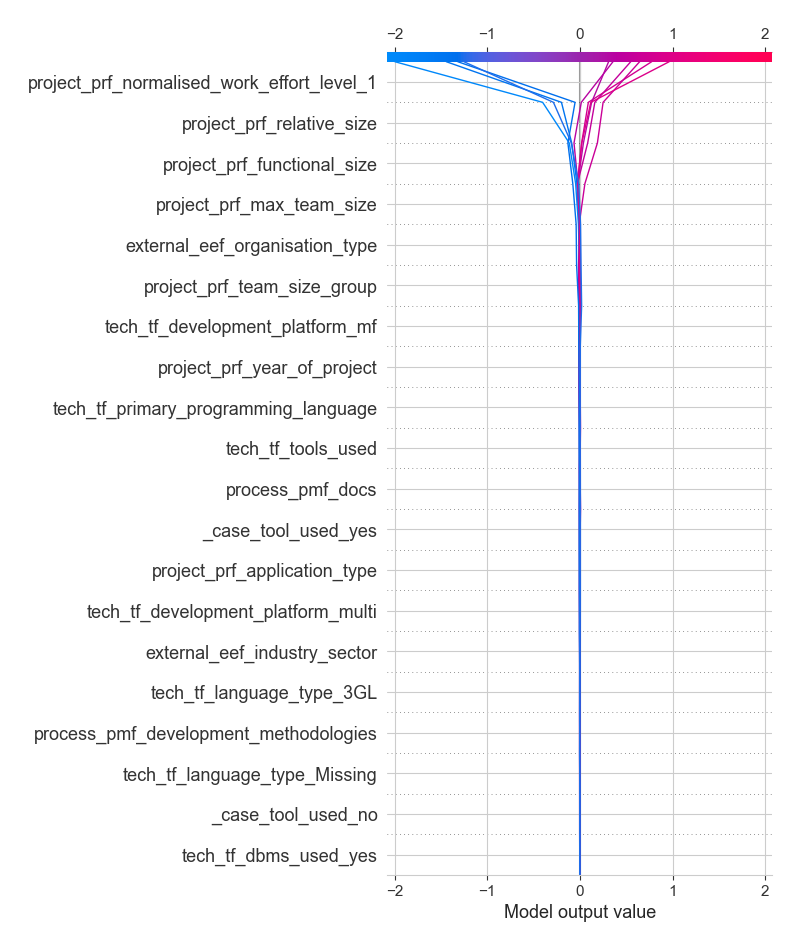 −2 −1 0 1 2
project_prf_normalised_work_effort_level_1
project_prf_relative_size
project_prf_functional_size
project_prf_max_team_size
external_eef_organisation_type
project_prf_team_size_group
tech_tf_development_platform_mf
project_prf_year_of_project
tech_tf_primary_programming_language
tech_tf_tools_used
process_pmf_docs
_case_tool_used_yes
project_prf_application_type
tech_tf_development_platform_multi
external_eef_industry_sector
tech_tf_language_type_3GL
process_pmf_development_methodologies
tech_tf_language_type_Missing
_case_tool_used_no
tech_tf_dbms_used_yes
−2 −1 0 1 2
Model output value